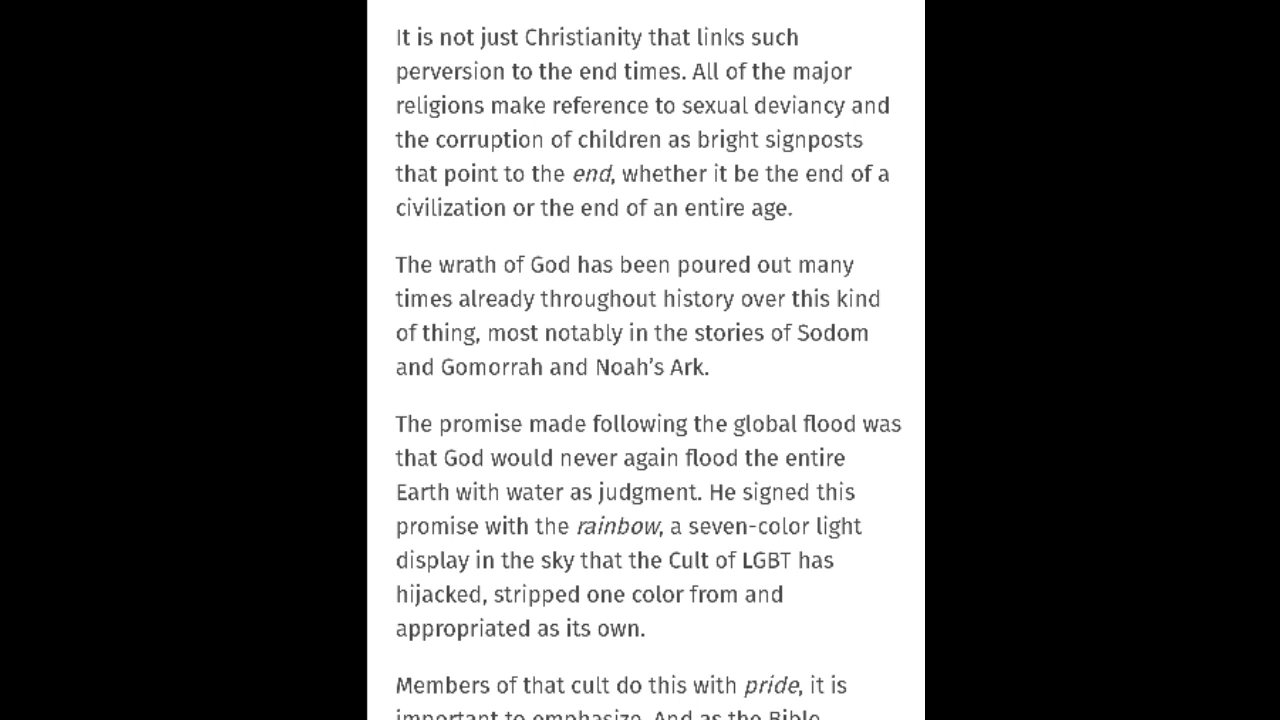 It is not just Christianity that links such
perversion to the end times. All of the major
religions make reference to sexual deviancy and
the corruption of children as bright signposts
that point to the end, whether it be the end of a
civilization or the end of an entire age.
The wrath of God has been poured out many
times already throughout history over this kind
of thing, most notably in the stories of Sodom
and Gomorrah and Noah’s Ark.
The promise made following the global flood was
that God would never again flood the entire
Earth with water as judgment. He signed this
promise with the rainbow, a seven-color light
display in the sky that the Cult of LGBT has
hijacked, stripped one color from and
appropriated as its own.
Members of that cult do this with pride, it is
important to emphasize. And as the Bible